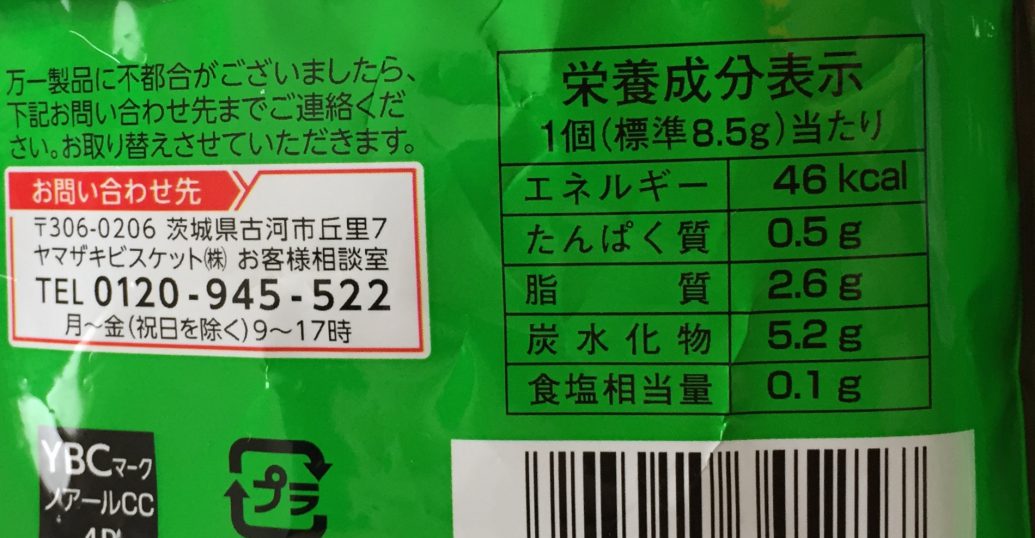 万一製品に不都合がございましたら、
下記お問い合わせ先までご連絡くだ
さい。お取り替えさせていただきます。
お問い合わせ先
〒306-0206 茨城県古河市丘里7
ヤマザキビスケット㈱ お客様相談室
TEL 0120-945-522
月～金(祝日を除く)9～17時
栄養成分表示
1個(標準8.5g)当たり
エネルギー 46 kcal
たんぱく質 0.5 g
脂質 2.6 g
炭水化物 5.2 g
食塩相当量 0.1 g
YBCマーク
ノアールCC
プラ